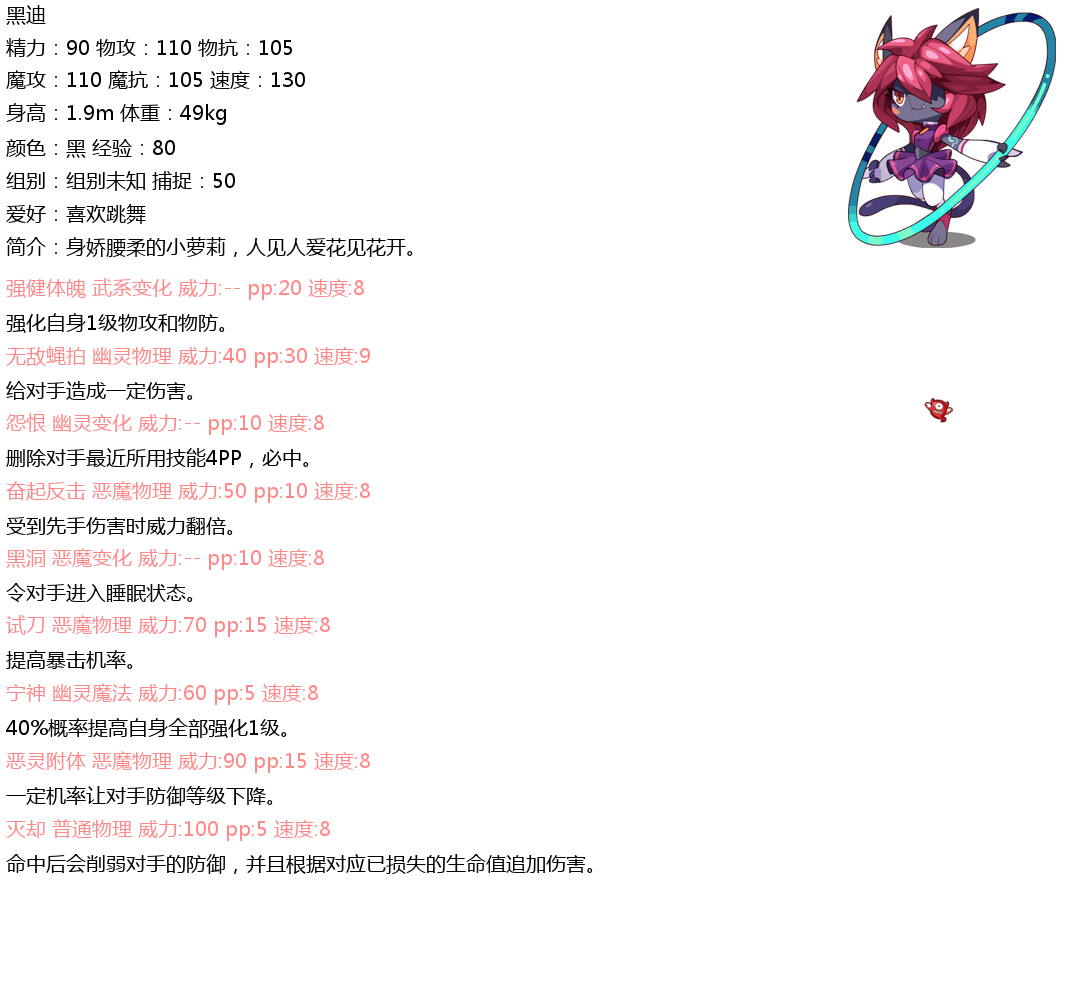 黑迪
精力：90 物攻：110 物抗：105
魔攻：110 魔抗：105 速度：130
身高：1.9m 体重：49kg
颜色：黑 经验：80
组别：组别未知 捕捉：50
爱好：喜欢跳舞
简介：身娇腰柔的小萝莉，人见人爱花见花开。
强健体魄 武系变化 威力:-- pp:20 速度:8
强化自身1级物攻和物防。
无敌蝇拍 幽灵物理 威力:40 pp:30 速度:9
给对手造成一定伤害。
怨恨 幽灵变化 威力:-- pp:10 速度:8
删除对手最近所用技能4PP，必中。
奋起反击 恶魔物理 威力:50 pp:10 速度:8
受到先手伤害时威力翻倍。
黑洞 恶魔变化 威力:-- pp:10 速度:8
令对手进入睡眠状态。
试刀 恶魔物理 威力:70 pp:15 速度:8
提高暴击机率。
宁神 幽灵魔法 威力:60 pp:5 速度:8
40%概率提高自身全部强化1级。
恶灵附体 恶魔物理 威力:90 pp:15 速度:8
一定机率让对手防御等级下降。
灭却 普通物理 威力:100 pp:5 速度:8
命中后会削弱对手的防御，并且根据对应已损失的生命值追加伤害。